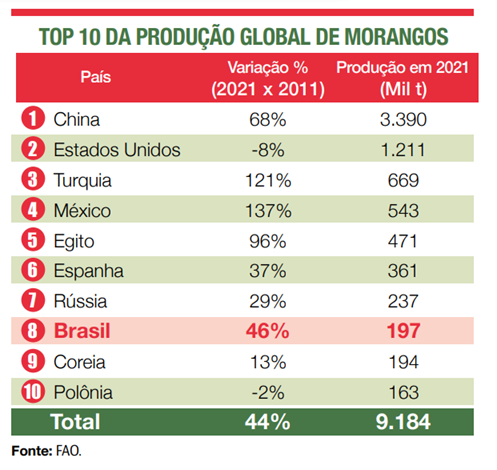 TOP 10 DA PRODUÇÃO GLOBAL DE MORANGOS
País Variação % (2021 x 2011) Produção em 2021 (Mil t)
1 China 68% 3.390
2 Estados Unidos -8% 1.211
3 Turquia 121% 669
4 México 137% 543
5 Egito 96% 471
6 Espanha 37% 361
7 Rússia 29% 237
8 Brasil 46% 197
9 Coreia 13% 194
10 Polônia -2% 163
Total 44% 9.184
Fonte: FAO.